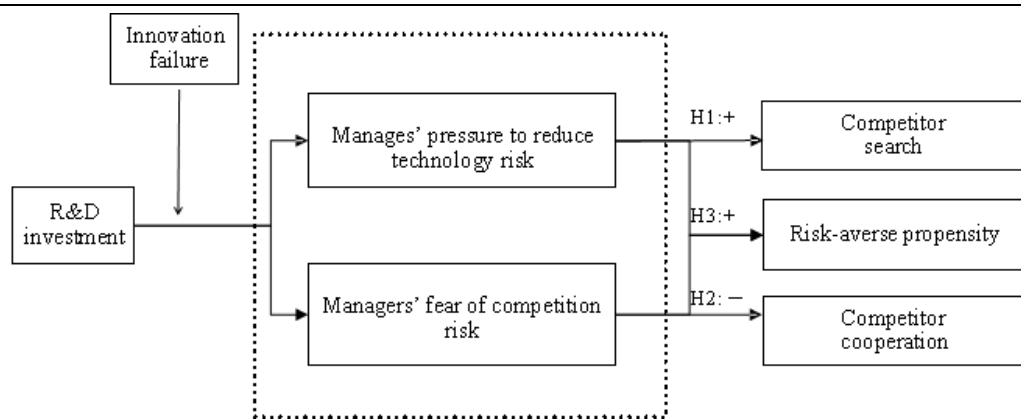 Innovation
failure
Manages’ pressure to reduce
technology risk
H1:+
Competitor
search
R&D
investment
H3:+
Risk-averse propensity
Managers’ fear of competition
risk
H2: －
Competitor
cooperation